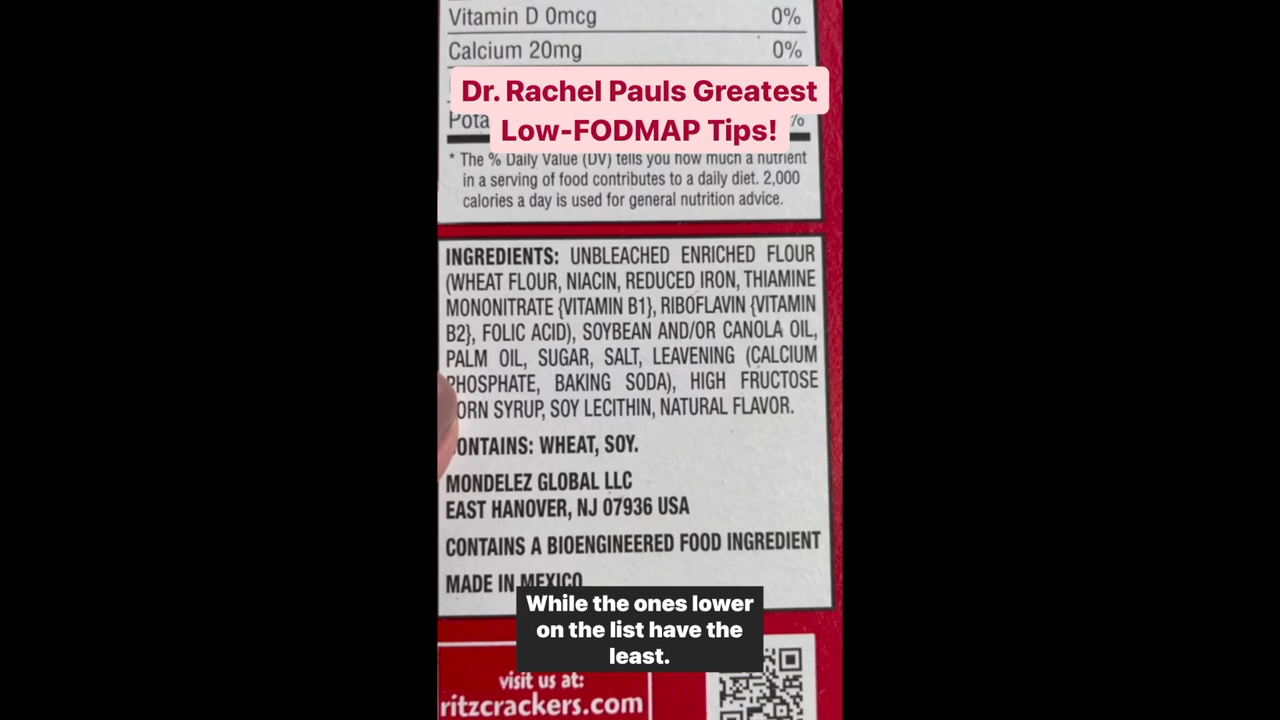 Vitamin D 0mcg 0%
Calcium 20mg 0%
Dr. Rachel Pauls Greatest
Low-FODMAP Tips!
Pota %
* The % Daily Value (DV) tells you how much a nutrient
in a serving of food contributes to a daily diet. 2,000
calories a day is used for general nutrition advice.
INGREDIENTS: UNBLEACHED ENRICHED FLOUR
(WHEAT FLOUR, NIACIN, REDUCED IRON, THIAMINE
MONONITRATE {VITAMIN B1}, RIBOFLAVIN {VITAMIN
B2}, FOLIC ACID), SOYBEAN AND/OR CANOLA OIL,
PALM OIL, SUGAR, SALT, LEAVENING (CALCIUM
PHOSPHATE, BAKING SODA), HIGH FRUCTOSE
ORN SYRUP, SOY LECITHIN, NATURAL FLAVOR.
ONTAINS: WHEAT, SOY.
MONDELEZ GLOBAL LLC
EAST HANOVER, NJ 07936 USA
CONTAINS A BIOENGINEERED FOOD INGREDIENT
MADE IN MEXICO
While the ones lower
on the list have the
least.
visit us at:
ritzcrackers.com